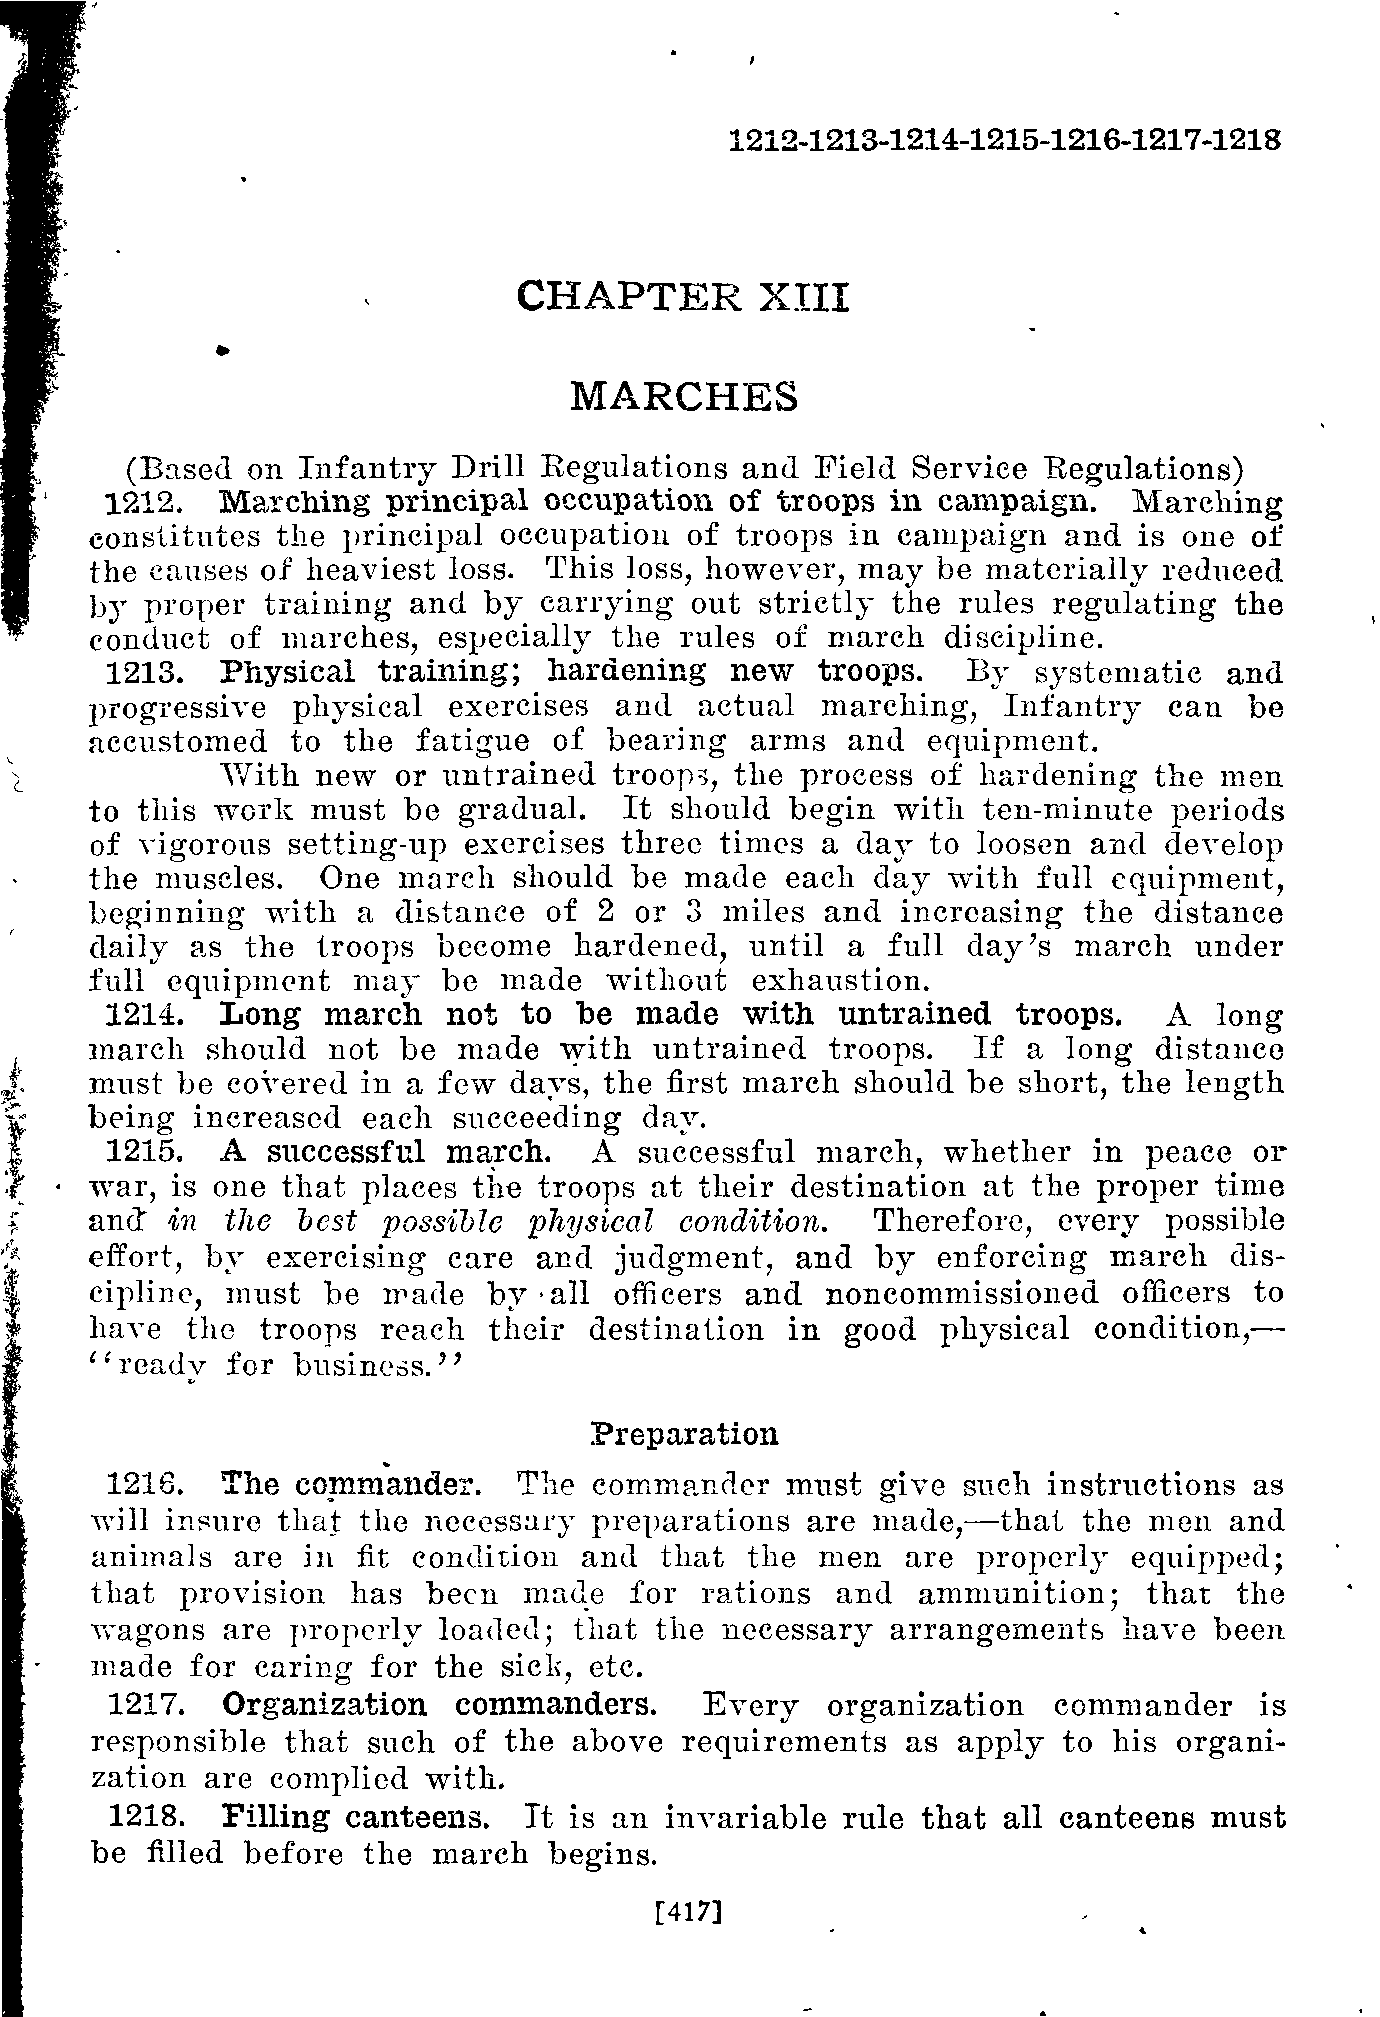 1212-1213-1214-1215-1216-1217-1218
CHAPTER XIII
MARCHES
(Based on Infantry Drill Regulations and Field Service Regulations)
1212. Marching principal occupation of troops in campaign. Marching
constitutes the principal occupation of troops in campaign and is one of
the causes of heaviest loss. This loss, however, may be materially reduced
by proper training and by carrying out strictly the rules regulating the
conduct of marches, especially the rules of march discipline.
1213. Physical training; hardening new troops. By systematic and
progressive physical exercises and actual marching, Infantry can be
accustomed to the fatigue of bearing arms and equipment.
With new or untrained troops, the process of hardening the men
to this work must be gradual. It should begin with ten-minute periods
of vigorous setting-up exercises three times a day to loosen and develop
the muscles. One march should be made each day with full equipment,
beginning with a distance of 2 or 3 miles and increasing the distance
daily as the troops become hardened, until a full day's march under
full equipment may be made without exhaustion.
1214. Long march not to be made with untrained troops. A long
march should not be made with untrained troops. If a long distance
must be covered in a few days, the first march should be short, the length
being increased each succeeding day.
1215. A successful march. A successful march, whether in peace or
war, is one that places the troops at their destination at the proper time
and in the best possible physical condition. Therefore, every possible
effort, by exercising care and judgment, and by enforcing march dis-
cipline, must be made by all officers and noncommissioned officers to
have the troops reach their destination in good physical condition,—
"ready for business."
Preparation
1216. The commander. The commander must give such instructions as
will insure that the necessary preparations are made,—that the men and
animals are in fit condition and that the men are properly equipped;
that provision has been made for rations and ammunition; that the
wagons are properly loaded; that the necessary arrangements have been
made for caring for the sick, etc.
1217. Organization commanders. Every organization commander is
responsible that such of the above requirements as apply to his organi-
zation are complied with.
1218. Filling canteens. It is an invariable rule that all canteens must
be filled before the march begins.
[417]